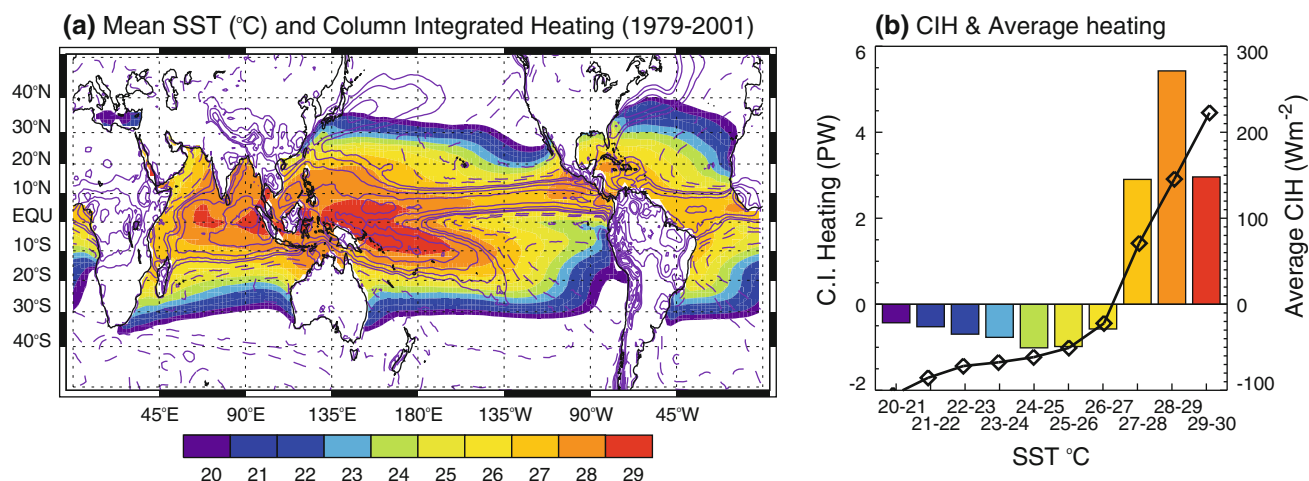 (a) Mean SST (°C) and Column Integrated Heating (1979-2001)
40°N
30°N
20°N
10°N
EQU
10°S
20°S
30°S
40°S
45°E 90°E 135°E 180°E 135°W 90°W 45°W
20 21 22 23 24 25 26 27 28 29
(b) CIH & Average heating
C.I. Heating (PW)
6
4
2
0
-2
300
200
100
0
-100
Average CIH (Wm-2)
20-21 22-23 24-25 26-27 28-29
21-22 23-24 25-26 27-28 29-30
SST °C